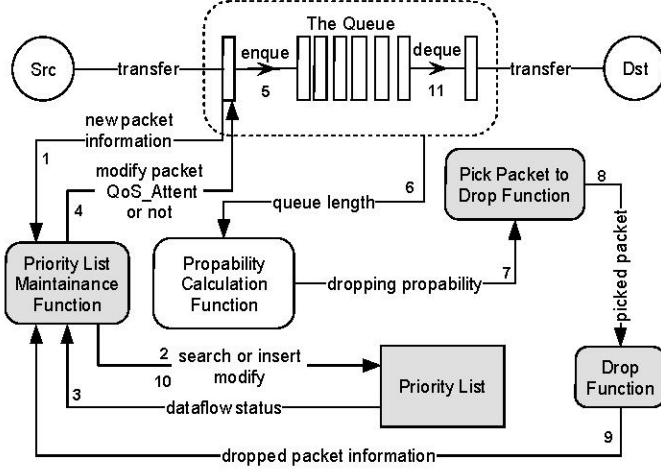 The Queue
Src
transfer
enque
5
deque
11
transfer
Dst
new packet
information
1
modify packet
QoS_Attent
or not
4
6
queue length
Pick Packet to
Drop Function
8
picked packet
Priority List
Maintainance
Function
Propability
Calculation
Function
dropping propability
7
2
search or insert
10
modify
Priority List
Drop
Function
3
dataflow status
9
dropped packet information